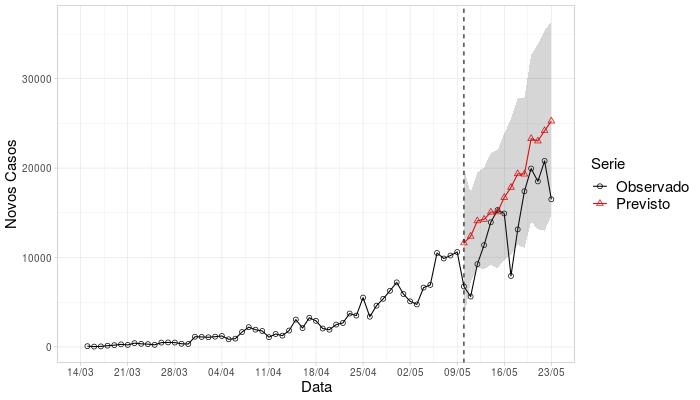 Novos Casos
30000
20000
10000
0
14/03 21/03 28/03 04/04 11/04 18/04 25/04 02/05 09/05 16/05 23/05
Data
Serie
Observado
Previsto